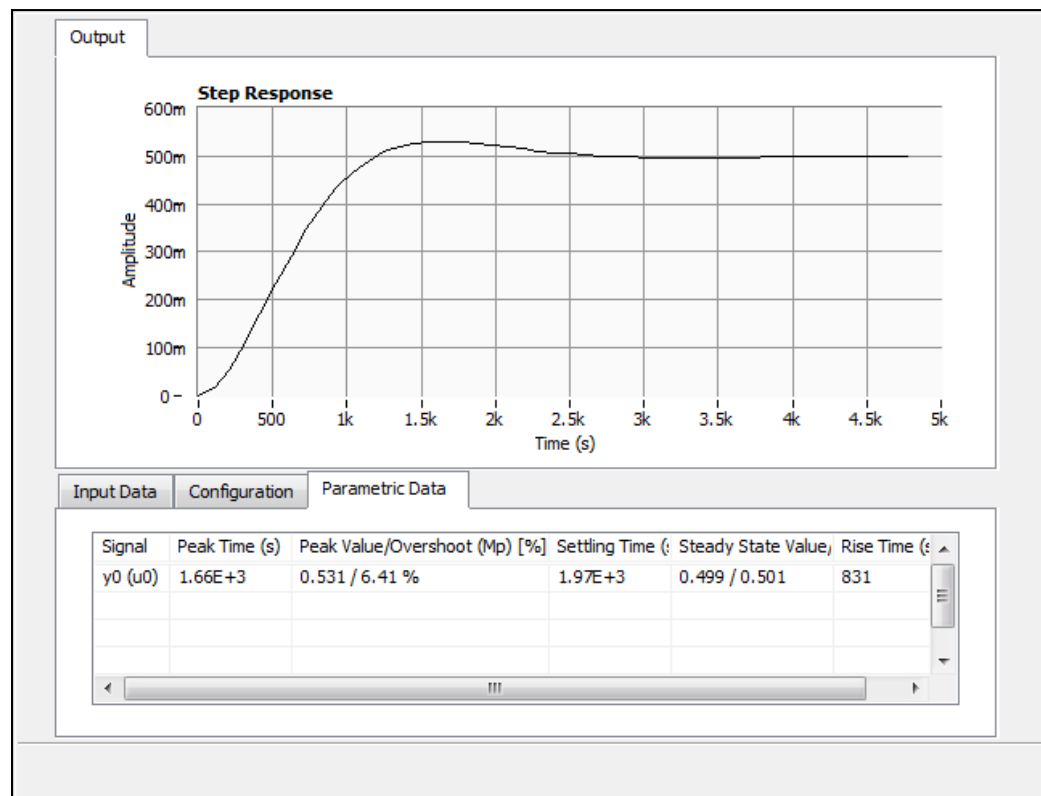 Output
Step Response
600m
500m
400m
300m
200m
100m
0
Amplitude
0 500 1k 1.5k 2k 2.5k 3k 3.5k 4k 4.5k 5k
Time (s)
Input Data Configuration Parametric Data
Signal Peak Time (s) Peak Value/Overshoot (Mp) [%] Settling Time (s Steady State Value/ Rise Time (s
y0 (u0) 1.66E+3 0.531 / 6.41 % 1.97E+3 0.499 / 0.501 831